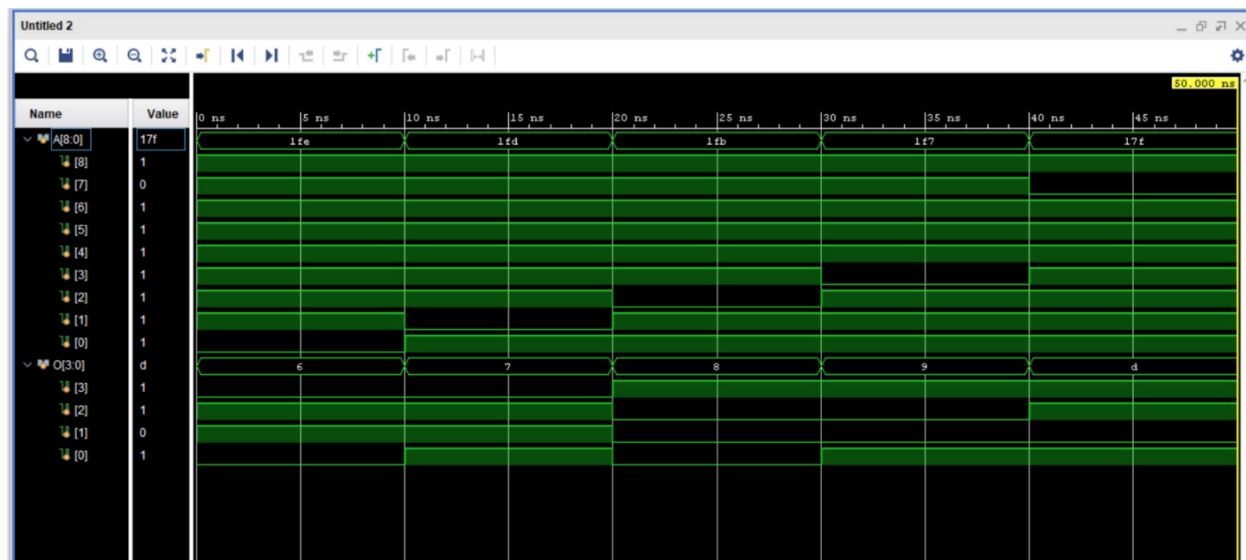 Untitled 2
50.000 ns
Name Value 0 ns 5 ns 10 ns 15 ns 20 ns 25 ns 30 ns 35 ns 40 ns 45 ns
A[8:0] 17f 1fe 1fd 1fb 1f7 17f
[8] 1
[7] 0
[6] 1
[5] 1
[4] 1
[3] 1
[2] 1
[1] 1
[0] 1
O[3:0] d 6 7 8 9 d
[3] 1
[2] 1
[1] 0
[0] 1